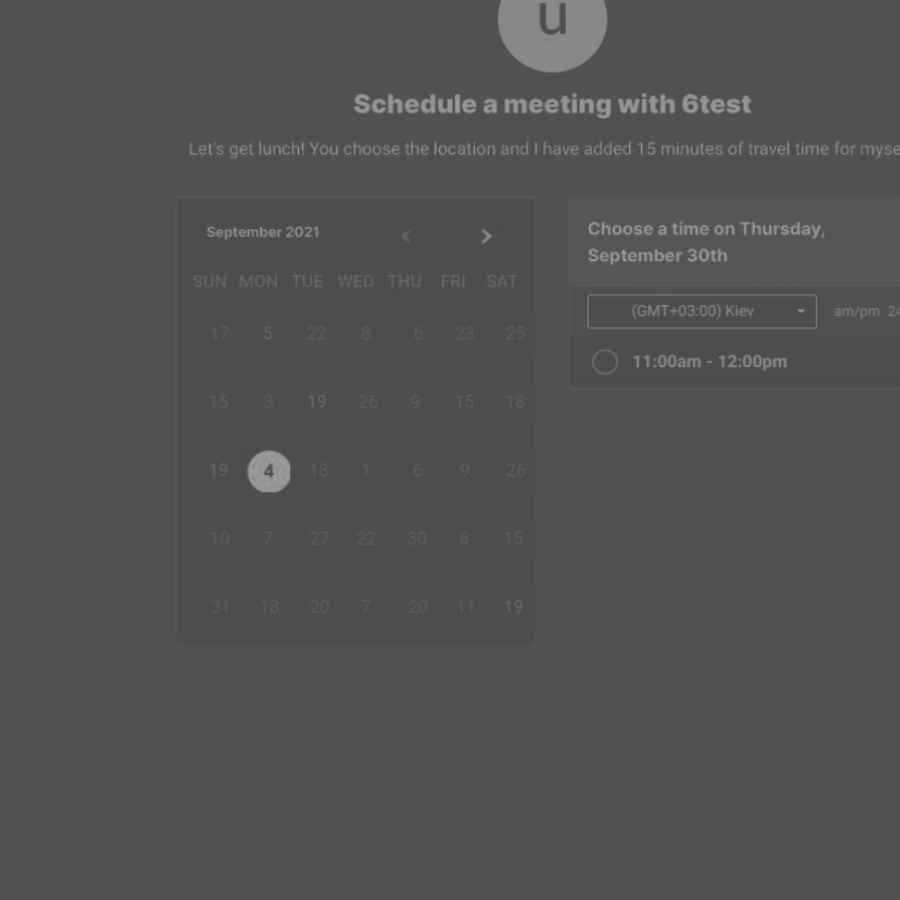 u
Schedule a meeting with 6test
Let's get lunch! You choose the location and I have added 15 minutes of travel time for myse
September 2021
SUN MON TUE WED THU FRI SAT
17 5 22 8 6 23 25
15 3 19 26 9 15 18
19 4 18 1 6 9 26
10 7 27 22 30 8 15
31 18 20 7 20 11 19
Choose a time on Thursday,
September 30th
(GMT+03:00) Kiev am/pm 24
11:00am - 12:00pm